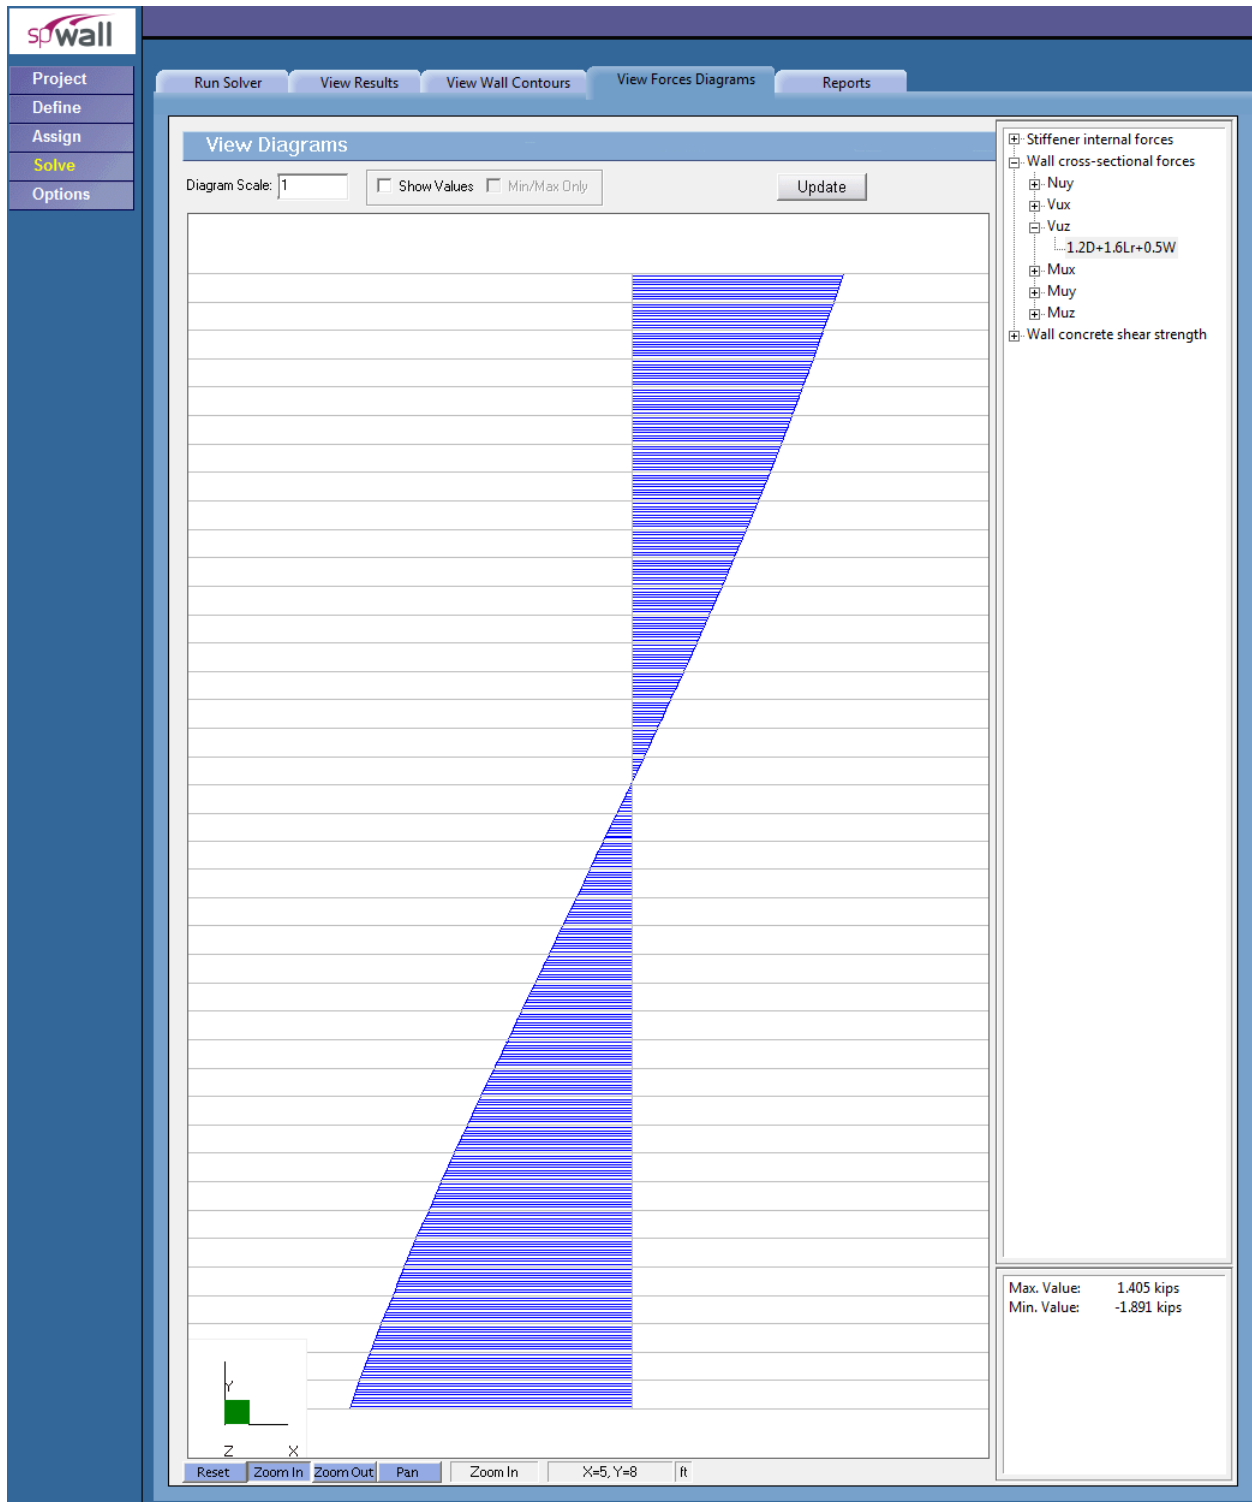 spwall
Project
Define
Assign
Solve
Options
Run Solver
View Results
View Wall Contours
View Forces Diagrams
Reports
View Diagrams
Diagram Scale: 1
Show Values
Min/Max Only
Update
Stiffener internal forces
Wall cross-sectional forces
Nuy
Vux
Vuz
1.2D+1.6Lr+0.5W
Mux
Muy
Muz
Wall concrete shear strength
Max. Value: 1.405 kips
Min. Value: -1.891 kips
Y
Z X
Reset
Zoom In
Zoom Out
Pan
Zoom In
X=5, Y=8
ft